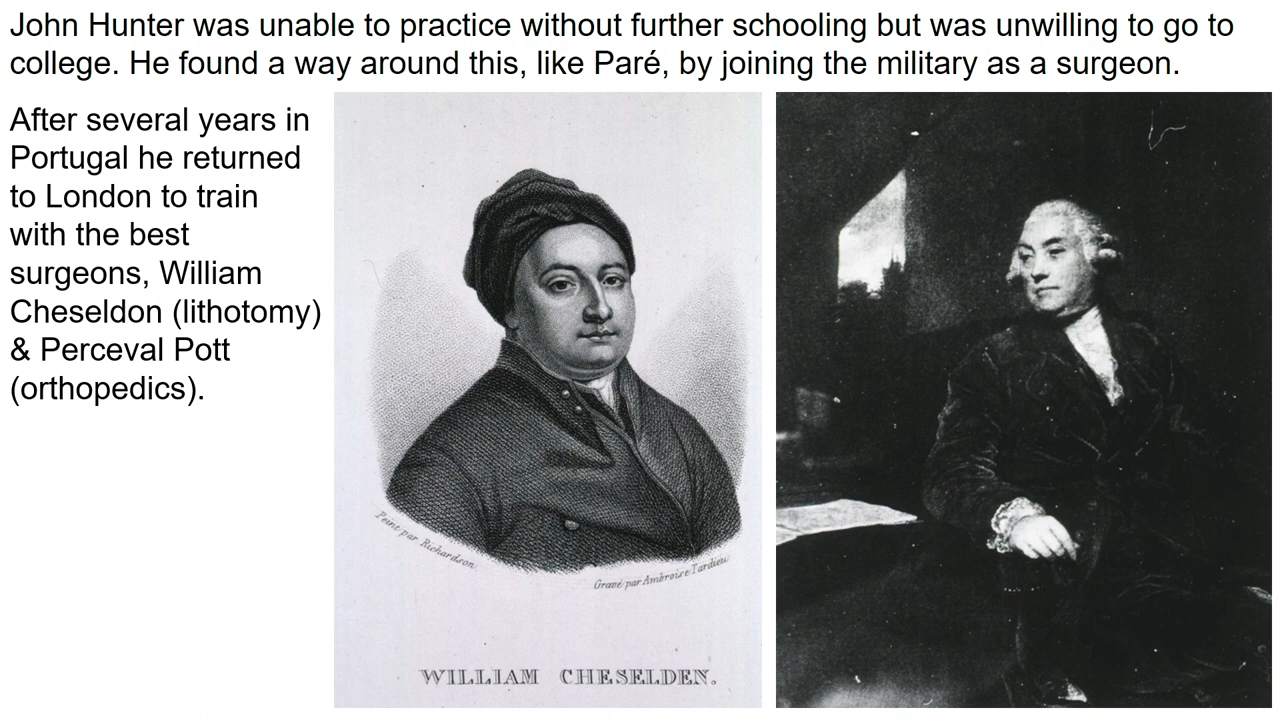 John Hunter was unable to practice without further schooling but was unwilling to go to
college. He found a way around this, like Paré, by joining the military as a surgeon.
After several years in
Portugal he returned
to London to train
with the best
surgeons, William
Cheseldon (lithotomy)
& Perceval Pott
(orthopedics).
Peint par Richardson
Gravé par Ambroise Tardieu
WILLIAM CHESELDEN.